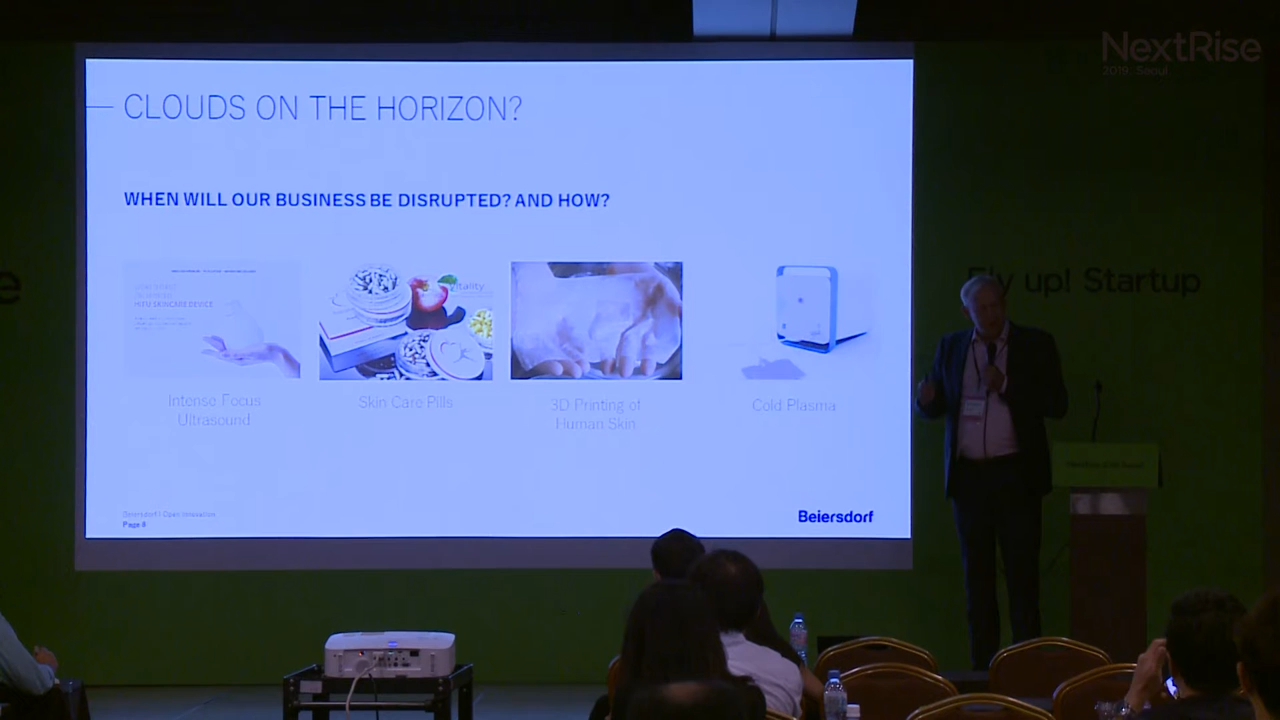 NextRise
2019 Seoul
CLOUDS ON THE HORIZON?
WHEN WILL OUR BUSINESS BE DISRUPTED? AND HOW?
HIFU SKINCARE DEVICE
Intense Focus
Ultrasound
Skin Care Pills
3D Printing of
Human Skin
Cold Plasma
Beiersdorf | Open Innovation
Page 8
Beiersdorf
up! Startup